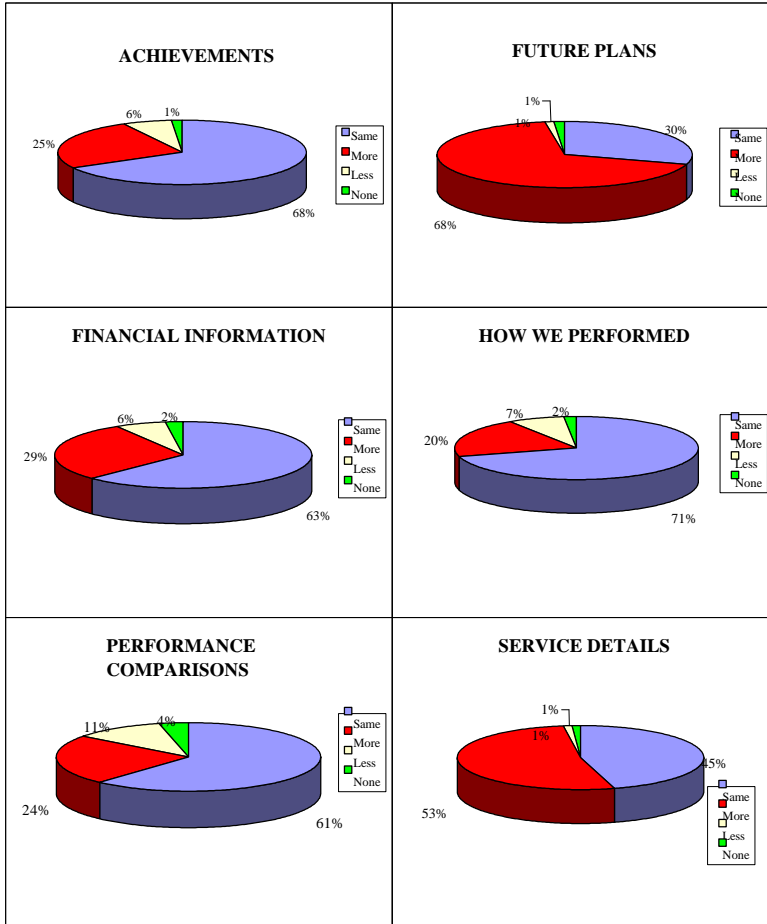 ACHIEVEMENTS
6%
1%
25%
68%
Same
More
Less
None
FUTURE PLANS
1%
1%
30%
68%
Same
More
Less
None
FINANCIAL INFORMATION
6%
2%
29%
63%
Same
More
Less
None
HOW WE PERFORMED
7%
2%
20%
71%
Same
More
Less
None
PERFORMANCE
COMPARISONS
11%
4%
24%
61%
Same
More
Less
None
SERVICE DETAILS
1%
1%
45%
53%
Same
More
Less
None